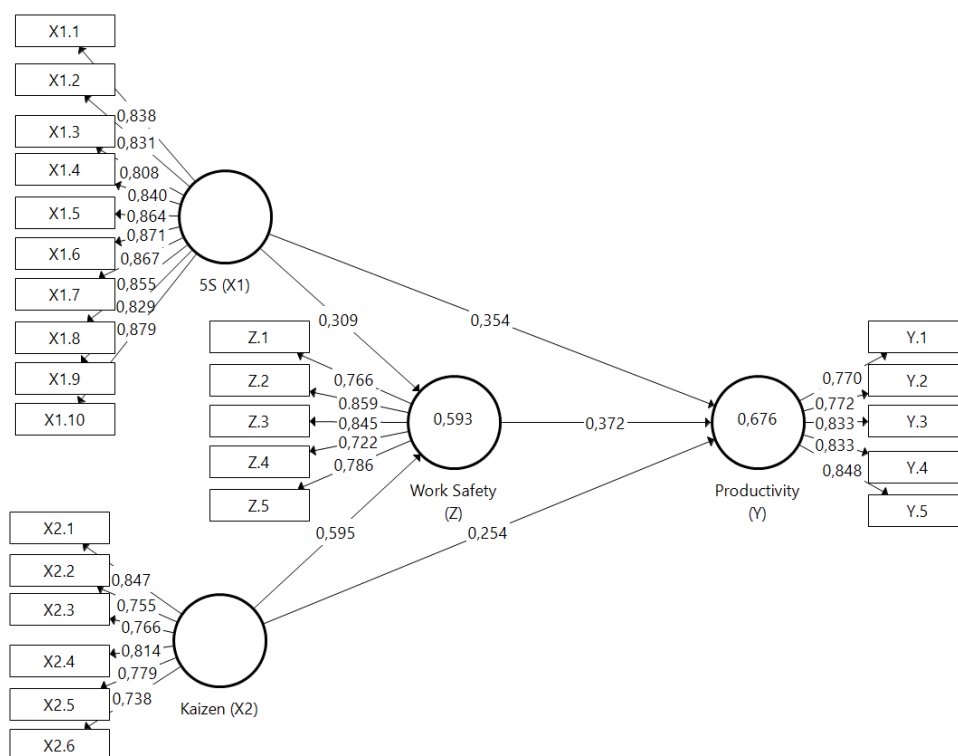 X1.1
X1.2
X1.3
X1.4
X1.5
X1.6
X1.7
X1.8
X1.9
X1.10
0,838
0,831
0,808
0,840
0,864
0,871
0,867
0,855
0,829
0,879
5S (X1)
0,309
0,354
Z.1
Z.2
Z.3
Z.4
Z.5
0,766
0,859
0,845
0,722
0,786
0,593
Work Safety
(Z)
0,372
0,676
Productivity
(Y)
0,770
0,772
0,833
0,833
0,848
Y.1
Y.2
Y.3
Y.4
Y.5
0,595
0,254
X2.1
X2.2
X2.3
X2.4
X2.5
X2.6
0,847
0,755
0,766
0,814
0,779
0,738
Kaizen (X2)